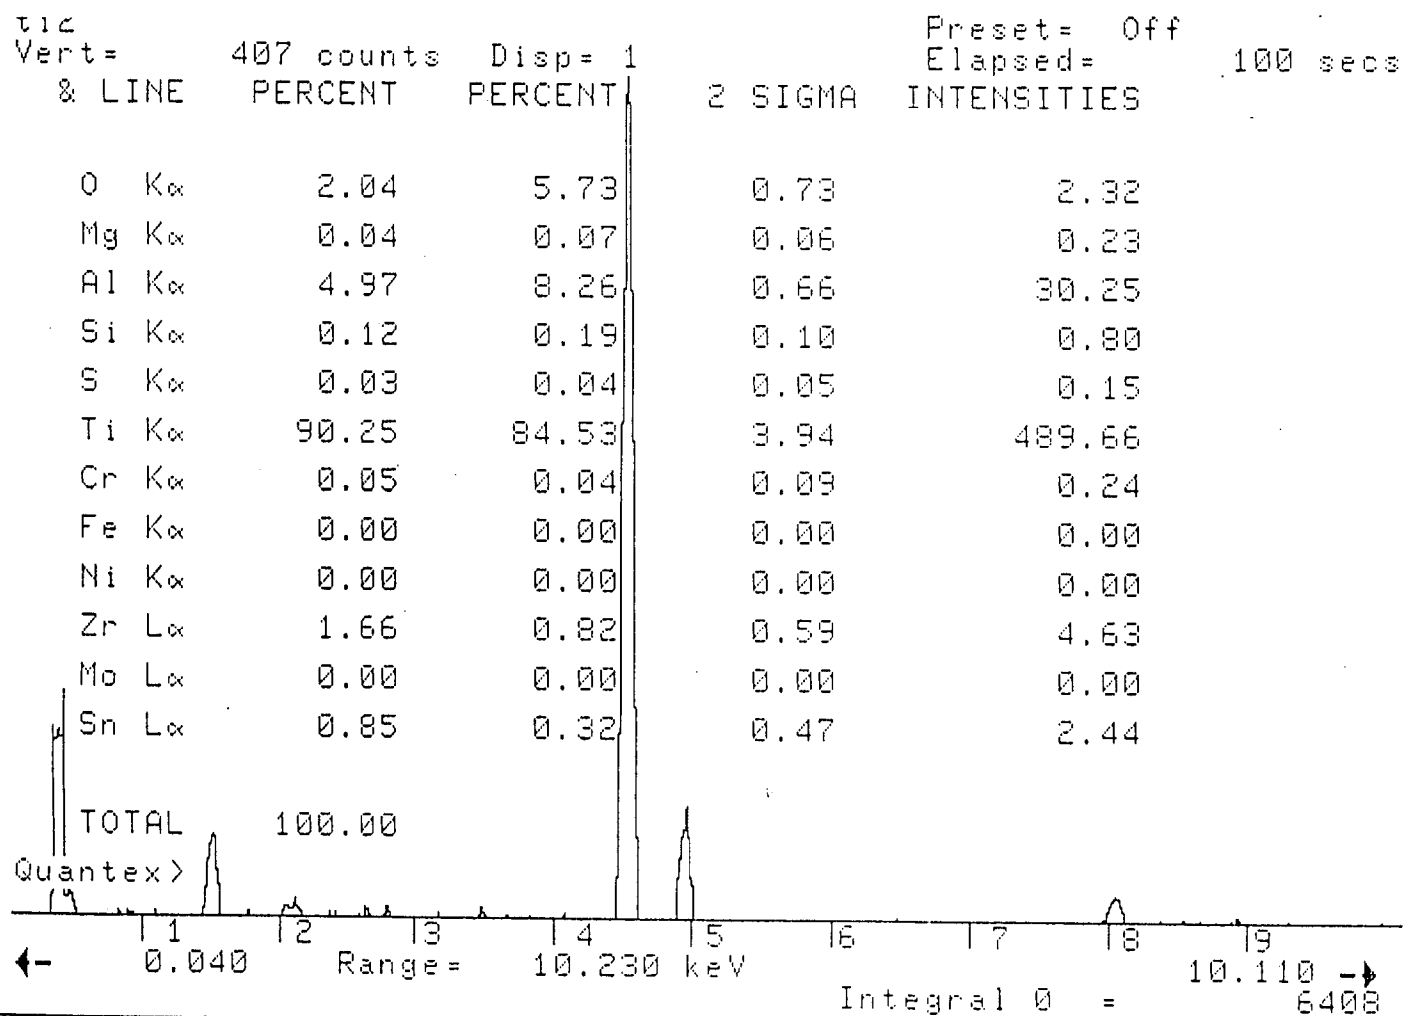 t12
Preset= Off
Vert= 407 counts Disp= 1 Elapsed= 100 secs
& LINE PERCENT PERCENT 2 SIGMA INTENSITIES
O Kα 2.04 5.73 0.73 2.32
Mg Kα 0.04 0.07 0.06 0.23
Al Kα 4.97 8.26 0.66 30.25
Si Kα 0.12 0.19 0.10 0.80
S Kα 0.03 0.04 0.05 0.15
Ti Kα 90.25 84.53 3.94 489.66
Cr Kα 0.05 0.04 0.09 0.24
Fe Kα 0.00 0.00 0.00 0.00
Ni Kα 0.00 0.00 0.00 0.00
Zr Lα 1.66 0.82 0.59 4.63
Mo Lα 0.00 0.00 0.00 0.00
Sn Lα 0.85 0.32 0.47 2.44
TOTAL 100.00
Quantex>
1 2 3 4 5 6 7 8 9
0.040 Range= 10.230 keV 10.110
Integral 0 = 6408